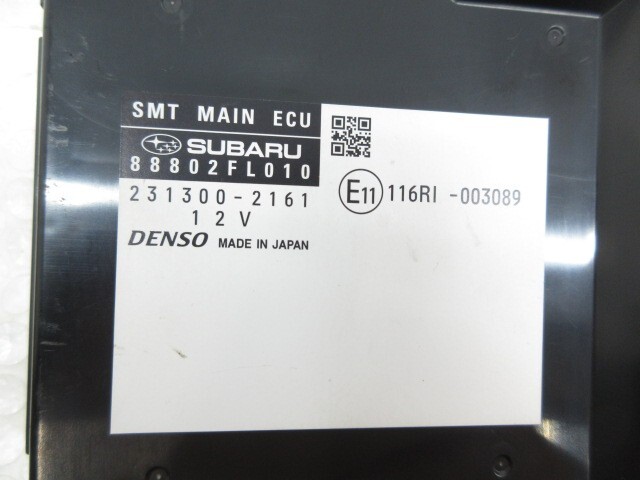 SMT MAIN ECU
SUBARU
88802FL010
231300-2161
12V
DENSO MADE IN JAPAN
E11 116RI -003089